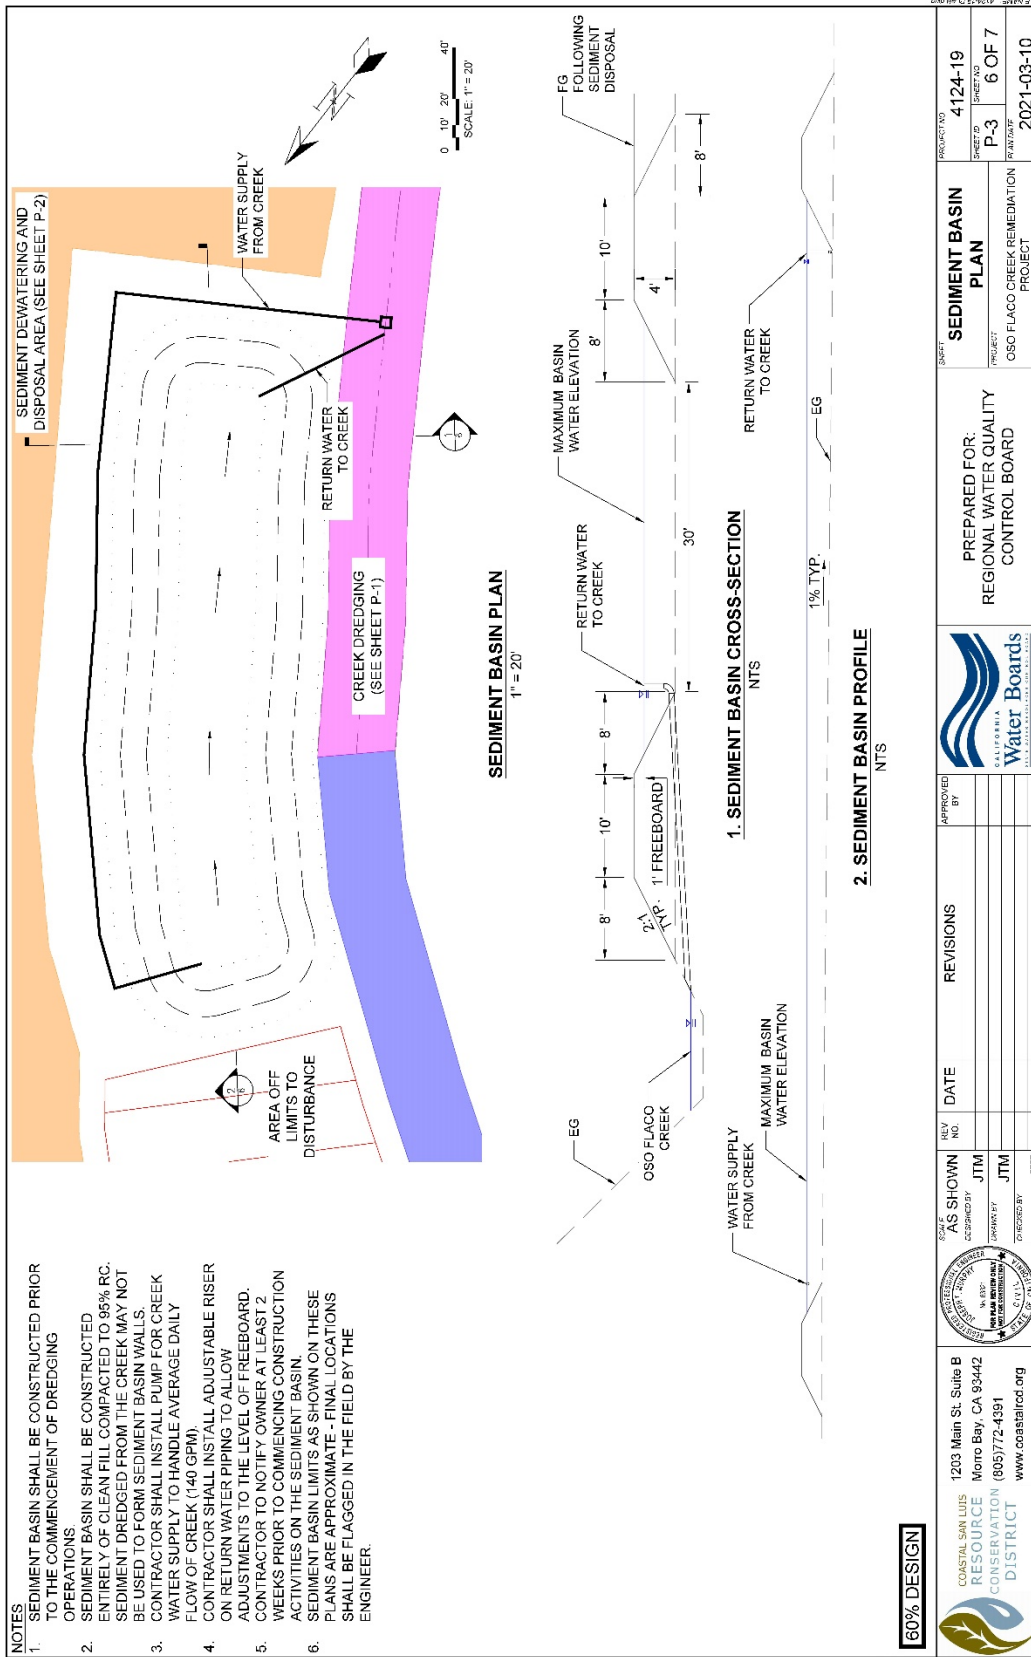 NOTES
1. SEDIMENT BASIN SHALL BE CONSTRUCTED PRIOR
TO THE COMMENCEMENT OF DREDGING
OPERATIONS.
2. SEDIMENT BASIN SHALL BE CONSTRUCTED
ENTIRELY OF CLEAN FILL COMPACTED TO 95% RC.
SEDIMENT DREDGED FROM THE CREEK MAY NOT
BE USED TO FORM SEDIMENT BASIN WALLS.
3. CONTRACTOR SHALL INSTALL PUMP FOR CREEK
WATER SUPPLY TO HANDLE AVERAGE DAILY
FLOW OF CREEK (140 GPM).
4. CONTRACTOR SHALL INSTALL ADJUSTABLE RISER
ON RETURN WATER PIPING TO ALLOW
ADJUSTMENTS TO THE LEVEL OF FREEBOARD.
5. CONTRACTOR TO NOTIFY OWNER AT LEAST 2
WEEKS PRIOR TO COMMENCING CONSTRUCTION
ACTIVITIES ON THE SEDIMENT BASIN.
6. SEDIMENT BASIN LIMITS AS SHOWN ON THESE
PLANS ARE APPROXIMATE - FINAL LOCATIONS
SHALL BE FLAGGED IN THE FIELD BY THE
ENGINEER.
SEDIMENT DEWATERING AND
DISPOSAL AREA (SEE SHEET P-2)
WATER SUPPLY
FROM CREEK
RETURN WATER
TO CREEK
CREEK DREDGING
(SEE SHEET P-1)
AREA OFF
LIMITS TO
DISTURBANCE
2
6
1
6
0 10' 20' 40'
SCALE: 1" = 20'
SEDIMENT BASIN PLAN
1" = 20'
EG
OSO FLACO
CREEK
8'
10'
8'
2:1
TYP.
1' FREEBOARD
RETURN WATER
TO CREEK
MAXIMUM BASIN
WATER ELEVATION
30'
8'
10'
4'
8'
FG
FOLLOWING
SEDIMENT
DISPOSAL
1. SEDIMENT BASIN CROSS-SECTION
NTS
WATER SUPPLY
FROM CREEK
MAXIMUM BASIN
WATER ELEVATION
1% TYP.
EG
RETURN WATER
TO CREEK
2. SEDIMENT BASIN PROFILE
NTS
60% DESIGN
COASTAL SAN LUIS
RESOURCE
CONSERVATION
DISTRICT
1203 Main St. Suite B
Morro Bay, CA 93442
(805)772-4391
www.coastalrcd.org
REGISTERED PROFESSIONAL ENGINEER
FOR PLAN REVIEW ONLY
NOT FOR CONSTRUCTION
CIVIL
SCALE
AS SHOWN
DESIGNED BY
JTM
DRAWN BY
JTM
CHECKED BY
REV
NO.
DATE
REVISIONS
APPROVED
BY
CALIFORNIA
Water Boards
PREPARED FOR:
REGIONAL WATER QUALITY
CONTROL BOARD
SHEET
SEDIMENT BASIN
PLAN
PROJECT
OSO FLACO CREEK REMEDIATION
PROJECT
PROJECT NO
4124-19
SHEET ID
P-3
SHEET NO
6 OF 7
PLAN DATE
2021-03-10